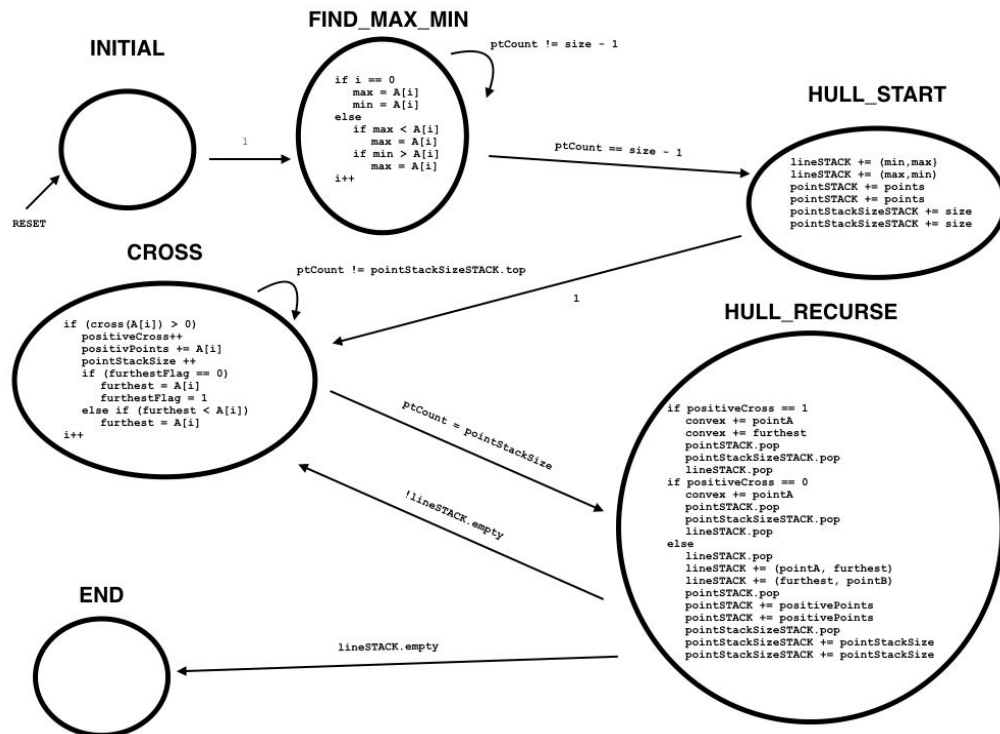 INITIAL
RESET
1
FIND_MAX_MIN
ptCount != size - 1
if i == 0
max = A[i]
min = A[i]
else
if max < A[i]
max = A[i]
if min > A[i]
max = A[i]
i++
ptCount == size - 1
HULL_START
lineSTACK += (min,max)
lineSTACK += (max,min)
pointSTACK += points
pointSTACK += points
pointStackSizeSTACK += size
pointStackSizeSTACK += size
1
CROSS
ptCount != pointStackSizeSTACK.top
if (cross(A[i]) > 0)
positiveCross++
positivPoints += A[i]
pointStackSize ++
if (furthestFlag == 0)
furthest = A[i]
furthestFlag = 1
else if (furthest < A[i])
furthest = A[i]
i++
ptCount = pointStackSize
!lineSTACK.empty
HULL_RECURSE
if positiveCross == 1
convex += pointA
convex += furthest
pointSTACK.pop
pointStackSizeSTACK.pop
lineSTACK.pop
if positiveCross == 0
convex += pointA
pointSTACK.pop
pointStackSizeSTACK.pop
lineSTACK.pop
else
lineSTACK.pop
lineSTACK += (pointA, furthest)
lineSTACK += (furthest, pointB)
pointSTACK.pop
pointSTACK += positivePoints
pointSTACK += positivePoints
pointStackSizeSTACK.pop
pointStackSizeSTACK += pointStackSize
pointStackSizeSTACK += pointStackSize
lineSTACK.empty
END